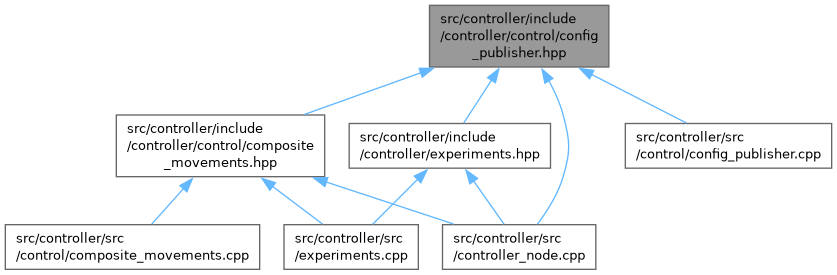 src/controller/include
/controller/control/config
_publisher.hpp
src/controller/include
/controller/control/composite
_movements.hpp
src/controller/include
/controller/experiments.hpp
src/controller/src
/control/config_publisher.cpp
src/controller/src
/control/composite_movements.cpp
src/controller/src
/experiments.cpp
src/controller/src
/controller_node.cpp